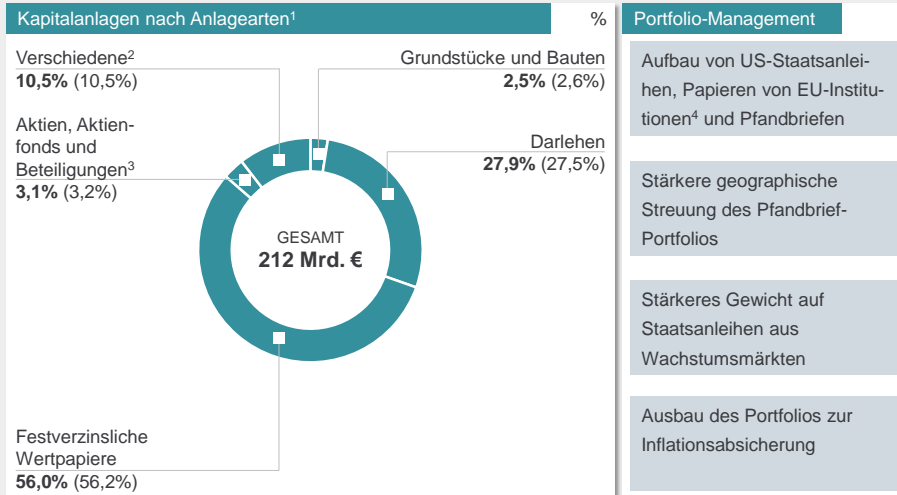 Kapitalanlagen nach Anlagearten¹ %
Verschiedene²
10,5% (10,5%)
Grundstücke und Bauten
2,5% (2,6%)
Aktien, Aktien-
fonds und
Beteiligungen³
3,1% (3,2%)
Darlehen
27,9% (27,5%)
GESAMT
212 Mrd. €
Festverzinsliche
Wertpapiere
56,0% (56,2%)
Portfolio-Management
Aufbau von US-Staatsanlei-
hen, Papieren von EU-Institu-
tionen⁴ und Pfandbriefen
Stärkere geographische
Streuung des Pfandbrief-
Portfolios
Stärkeres Gewicht auf
Staatsanleihen aus
Wachstumsmärkten
Ausbau des Portfolios zur
Inflationsabsicherung